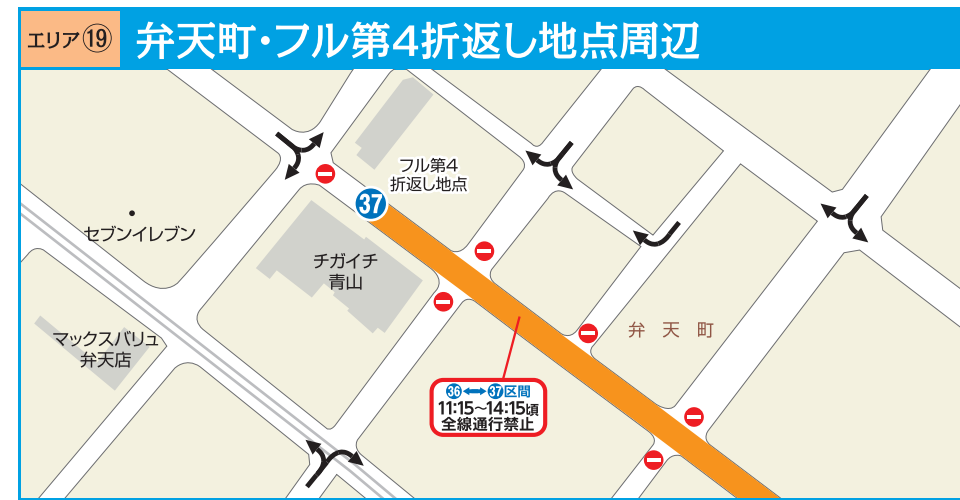 エリア⑲
弁天町・フル第4折返し地点周辺
フル第4
折返し地点
37
セブンイレブン
チガイチ
青山
マックスバリュ
弁天店
弁天町
36⟷37区間
11:15～14:15頃
全線通行禁止